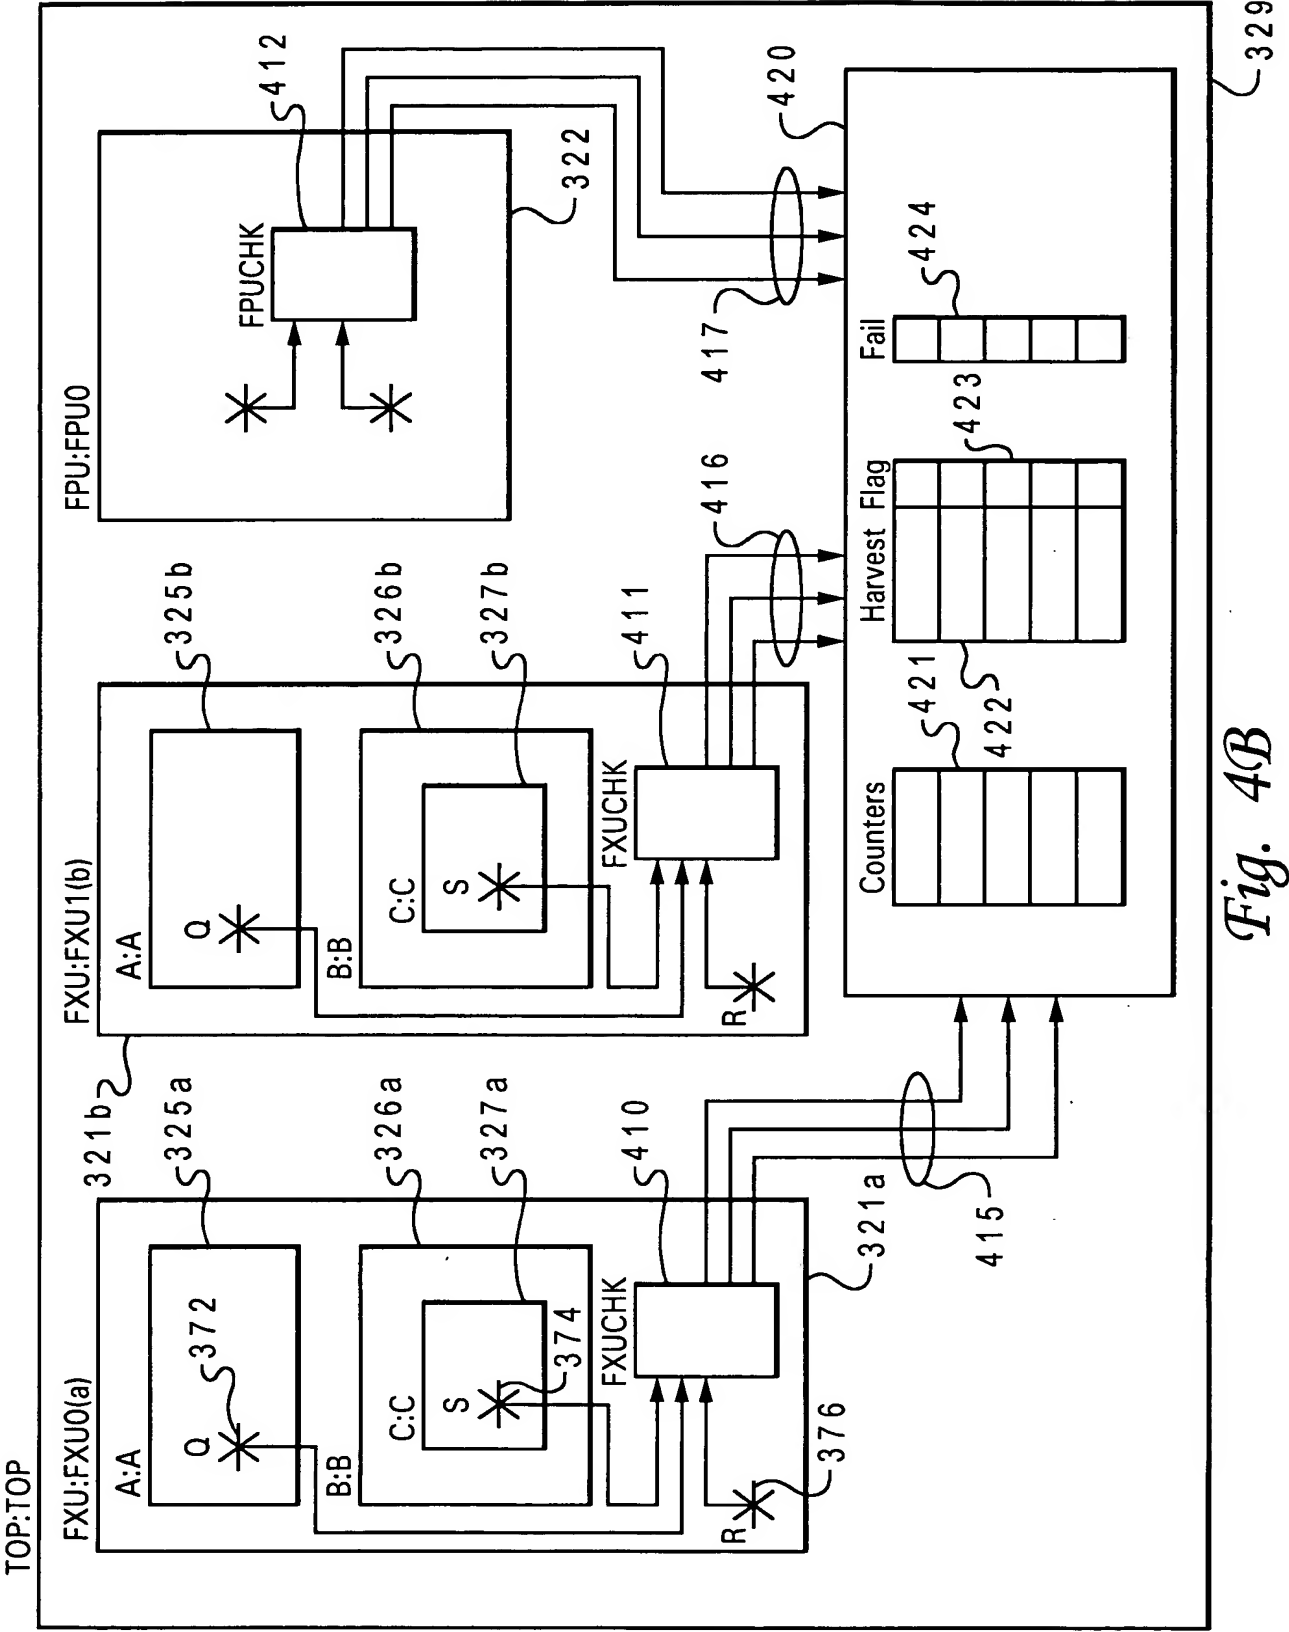 TOP:TOP
FXU:FXU0(a)
A:A
Q
372
325a
B:B
C:C
S
374
326a
327a
FXUCHK
410
R
376
321a
415
321b
FXU:FXU1(b)
A:A
Q
325b
B:B
C:C
S
326b
327b
FXUCHK
411
R
416
FPU:FPU0
FPUCHK
412
322
417
420
Counters
421
Harvest
422
Flag
423
Fail
424
329
Fig. 4B